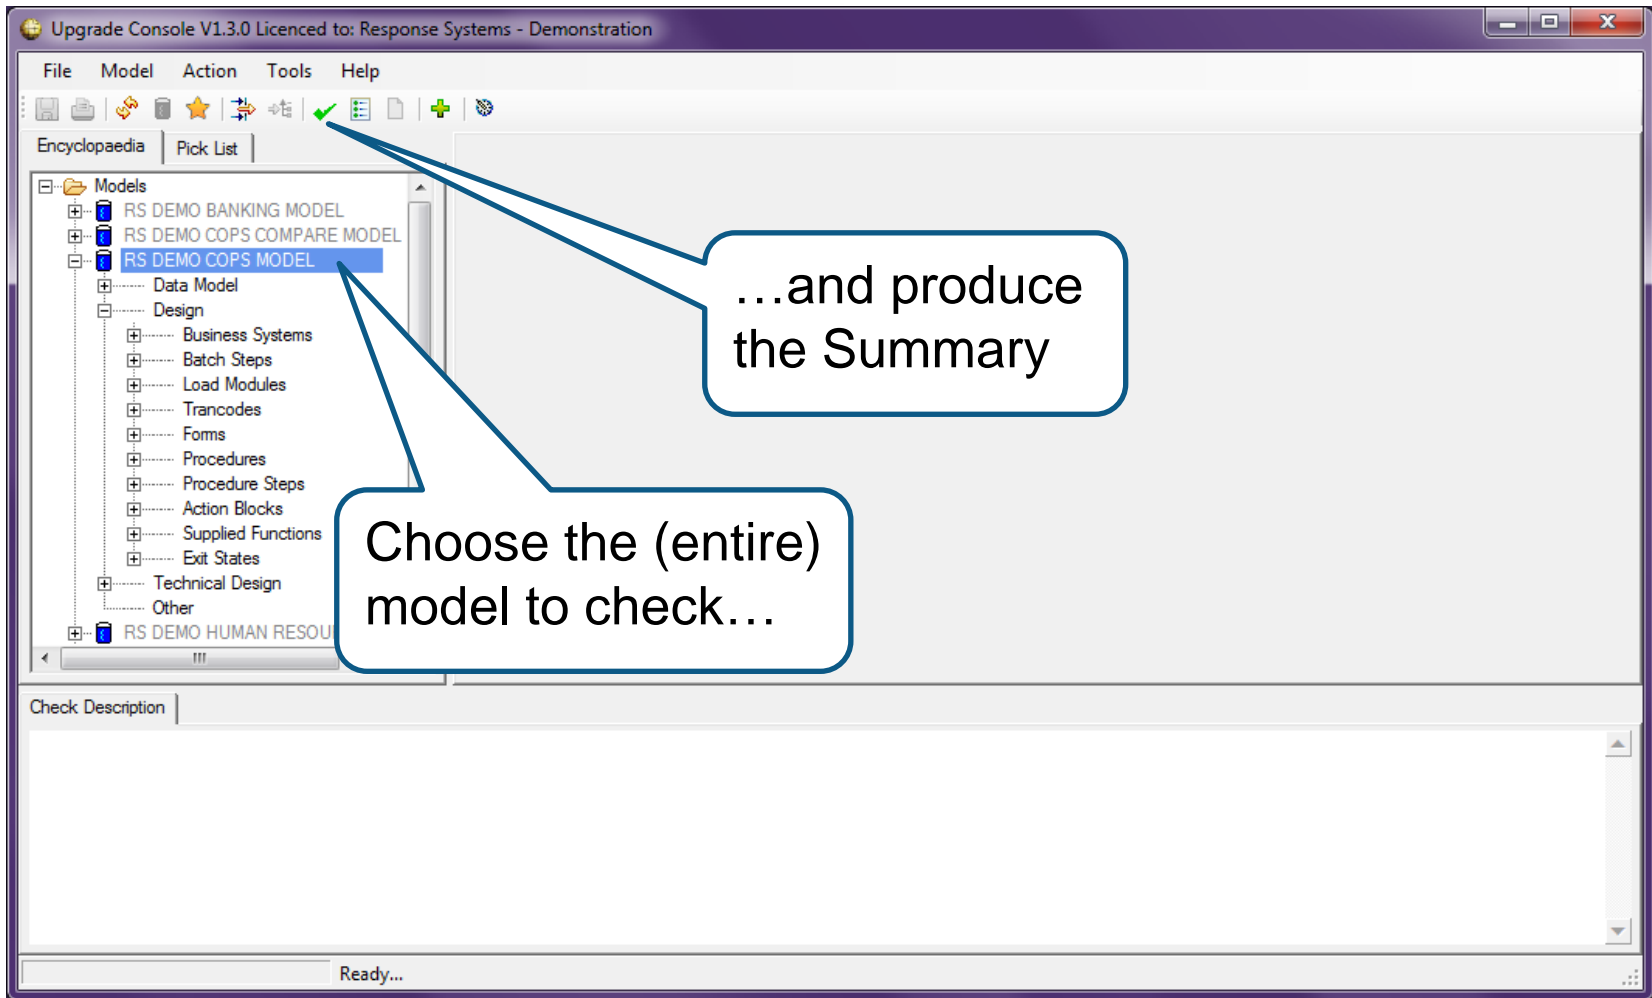 Upgrade Console V1.3.0 Licenced to: Response Systems - Demonstration
File Model Action Tools Help
Encyclopaedia Pick List
Models
RS DEMO BANKING MODEL
RS DEMO COPS COMPARE MODEL
RS DEMO COPS MODEL
Data Model
Design
Business Systems
Batch Steps
Load Modules
Trancodes
Forms
Procedures
Procedure Steps
Action Blocks
Supplied Functions
Exit States
Technical Design
Other
RS DEMO HUMAN RESOU
…and produce
the Summary
Choose the (entire)
model to check…
Check Description
Ready...